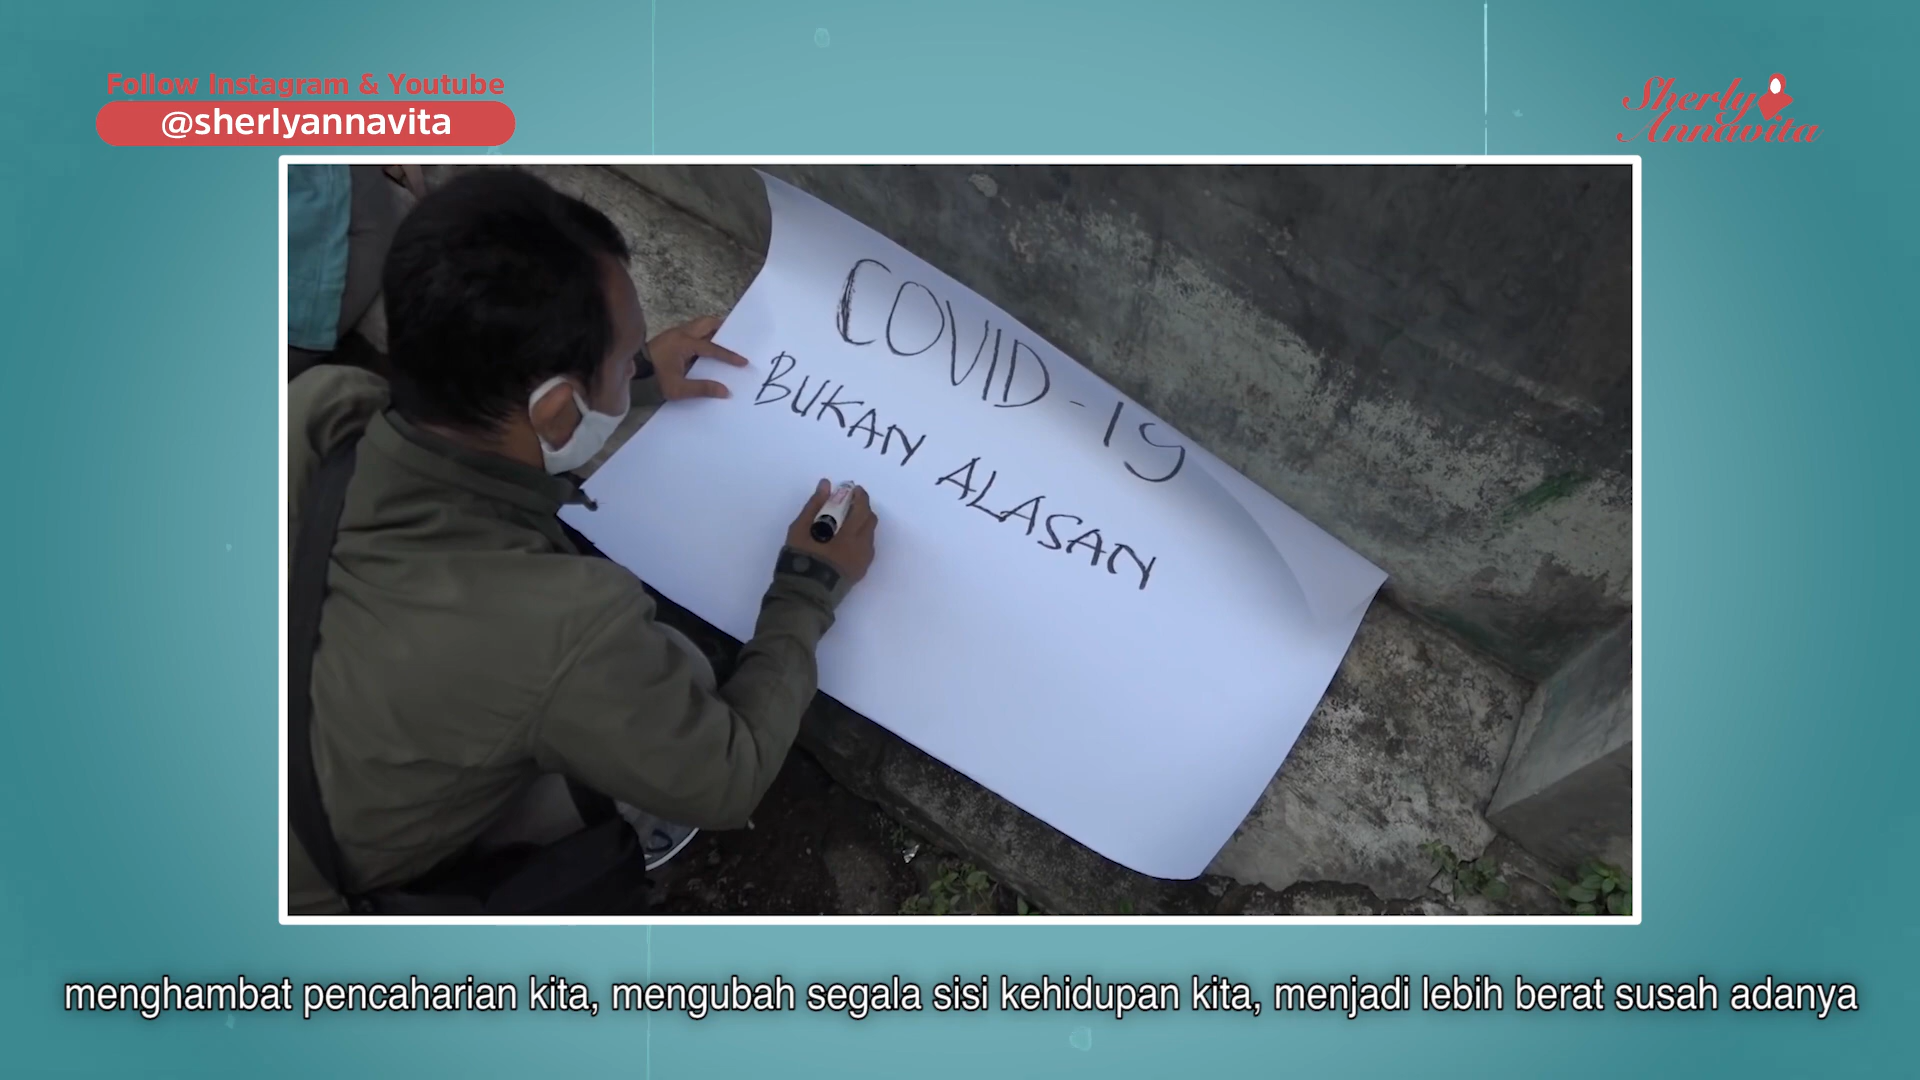 Follow Instagram & Youtube
@sherlyannavita
Sherly
Annavita
COVID-19
BUKAN ALASAN
menghambat pencaharian kita, mengubah segala sisi kehidupan kita, menjadi lebih berat susah adanya